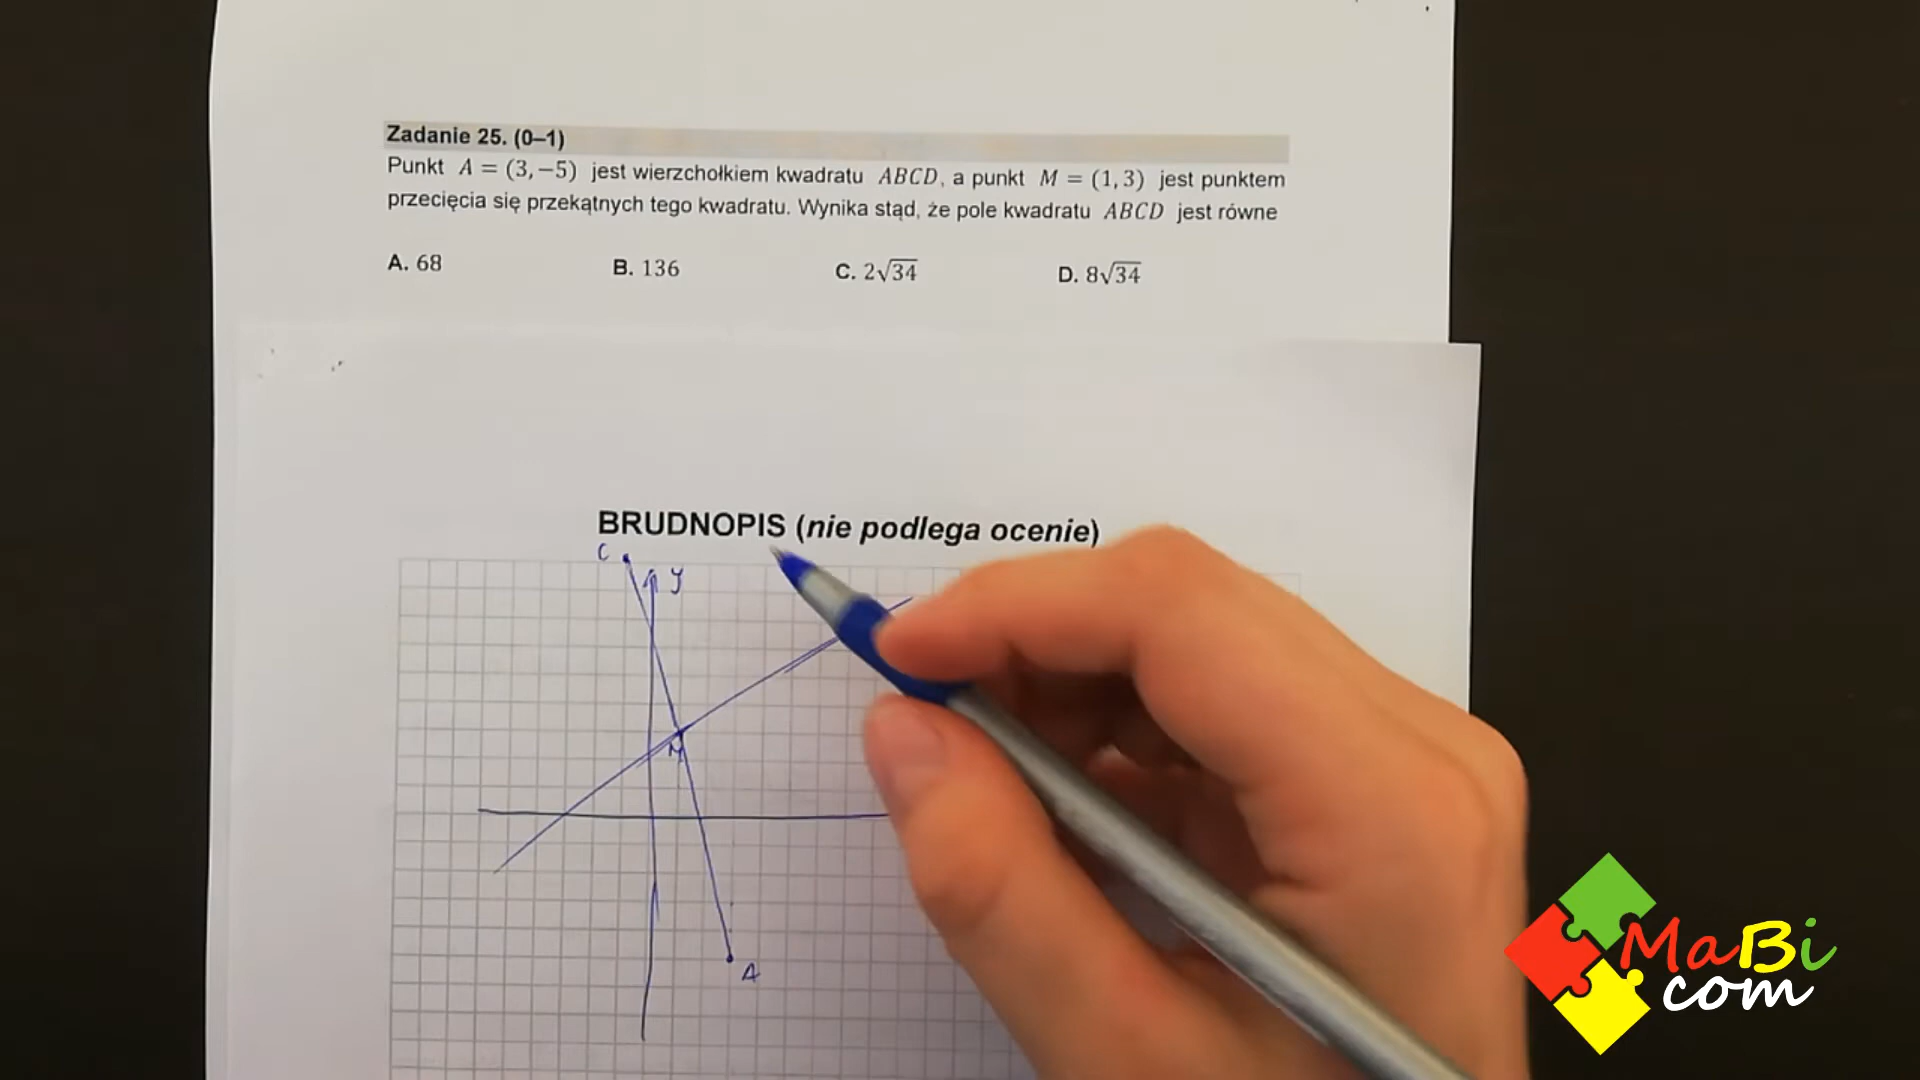 Zadanie 25. (0–1)
Punkt A = (3, −5) jest wierzchołkiem kwadratu ABCD, a punkt M = (1, 3) jest punktem
przecięcia się przekątnych tego kwadratu. Wynika stąd, że pole kwadratu ABCD jest równe
A. 68 B. 136 C. 2√34 D. 8√34
BRUDNOPIS (nie podlega ocenie)
C
y
M
A
MaBi
com